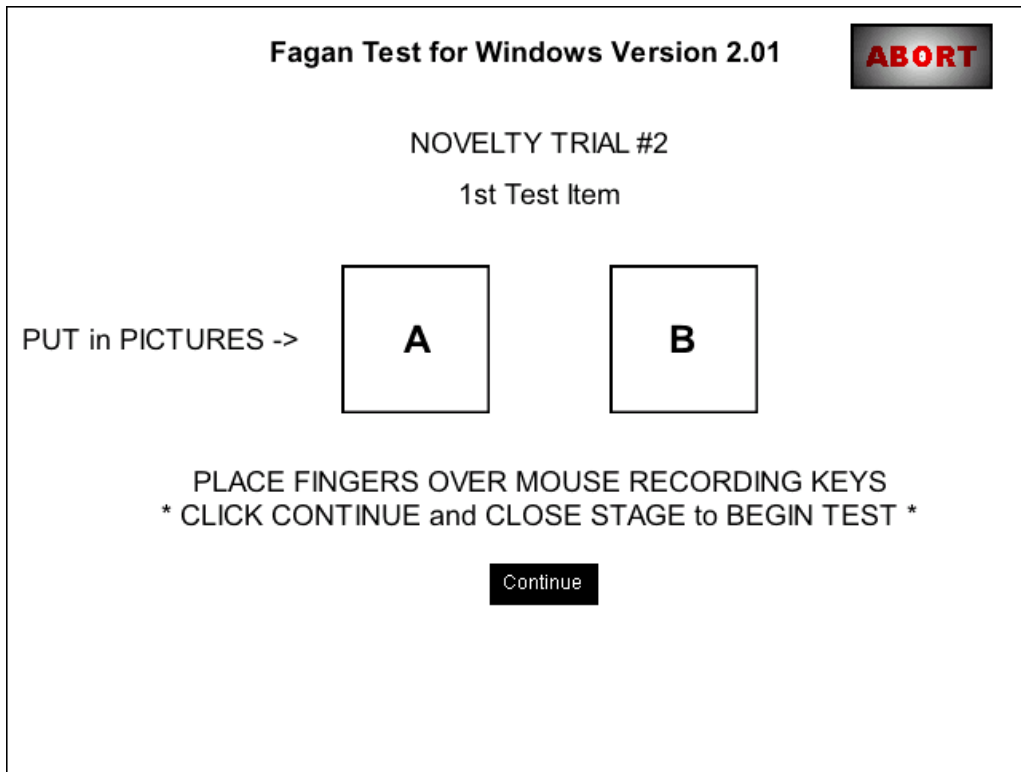 Fagan Test for Windows Version 2.01
ABORT
NOVELTY TRIAL #2
1st Test Item
PUT in PICTURES ->
A
B
PLACE FINGERS OVER MOUSE RECORDING KEYS
* CLICK CONTINUE and CLOSE STAGE to BEGIN TEST *
Continue